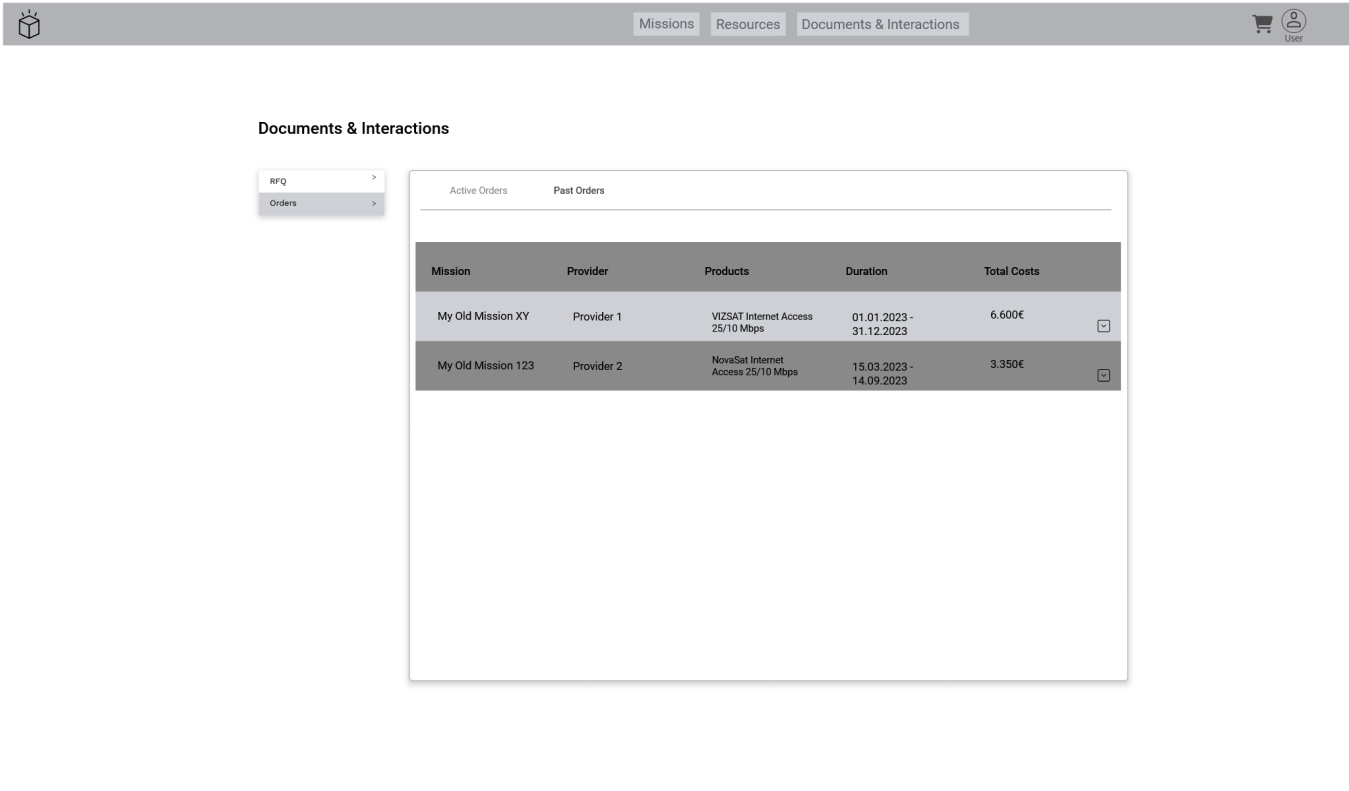 Missions Resources Documents & Interactions
User
Documents & Interactions
RFQ >
Orders >
Active Orders Past Orders
Mission Provider Products Duration Total Costs
My Old Mission XY Provider 1 VIZSAT Internet Access 01.01.2023 - 6.600€
25/10 Mbps 31.12.2023
My Old Mission 123 Provider 2 NovaSat Internet 15.03.2023 - 3.350€
Access 25/10 Mbps 14.09.2023